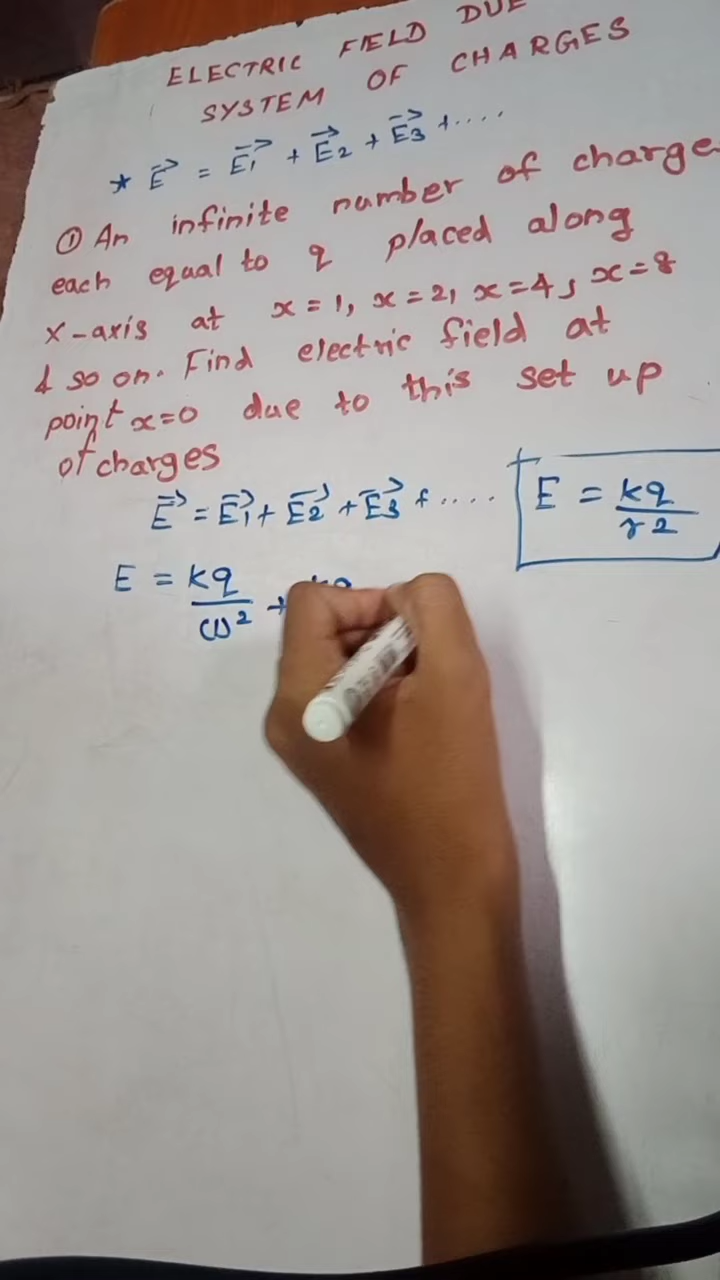 ELECTRIC FIELD DUE
SYSTEM OF CHARGES
* E⃗ = E⃗1 + E⃗2 + E⃗3 + ....
① An infinite number of charge
each equal to q placed along
X-axis at x=1, x=2, x=4, x=8
& so on. Find electric field at
point x=0 due to this set up
of charges
E⃗ = E⃗1 + E⃗2 + E⃗3 + ....
E = kq/r2
E = kq/(1)² +